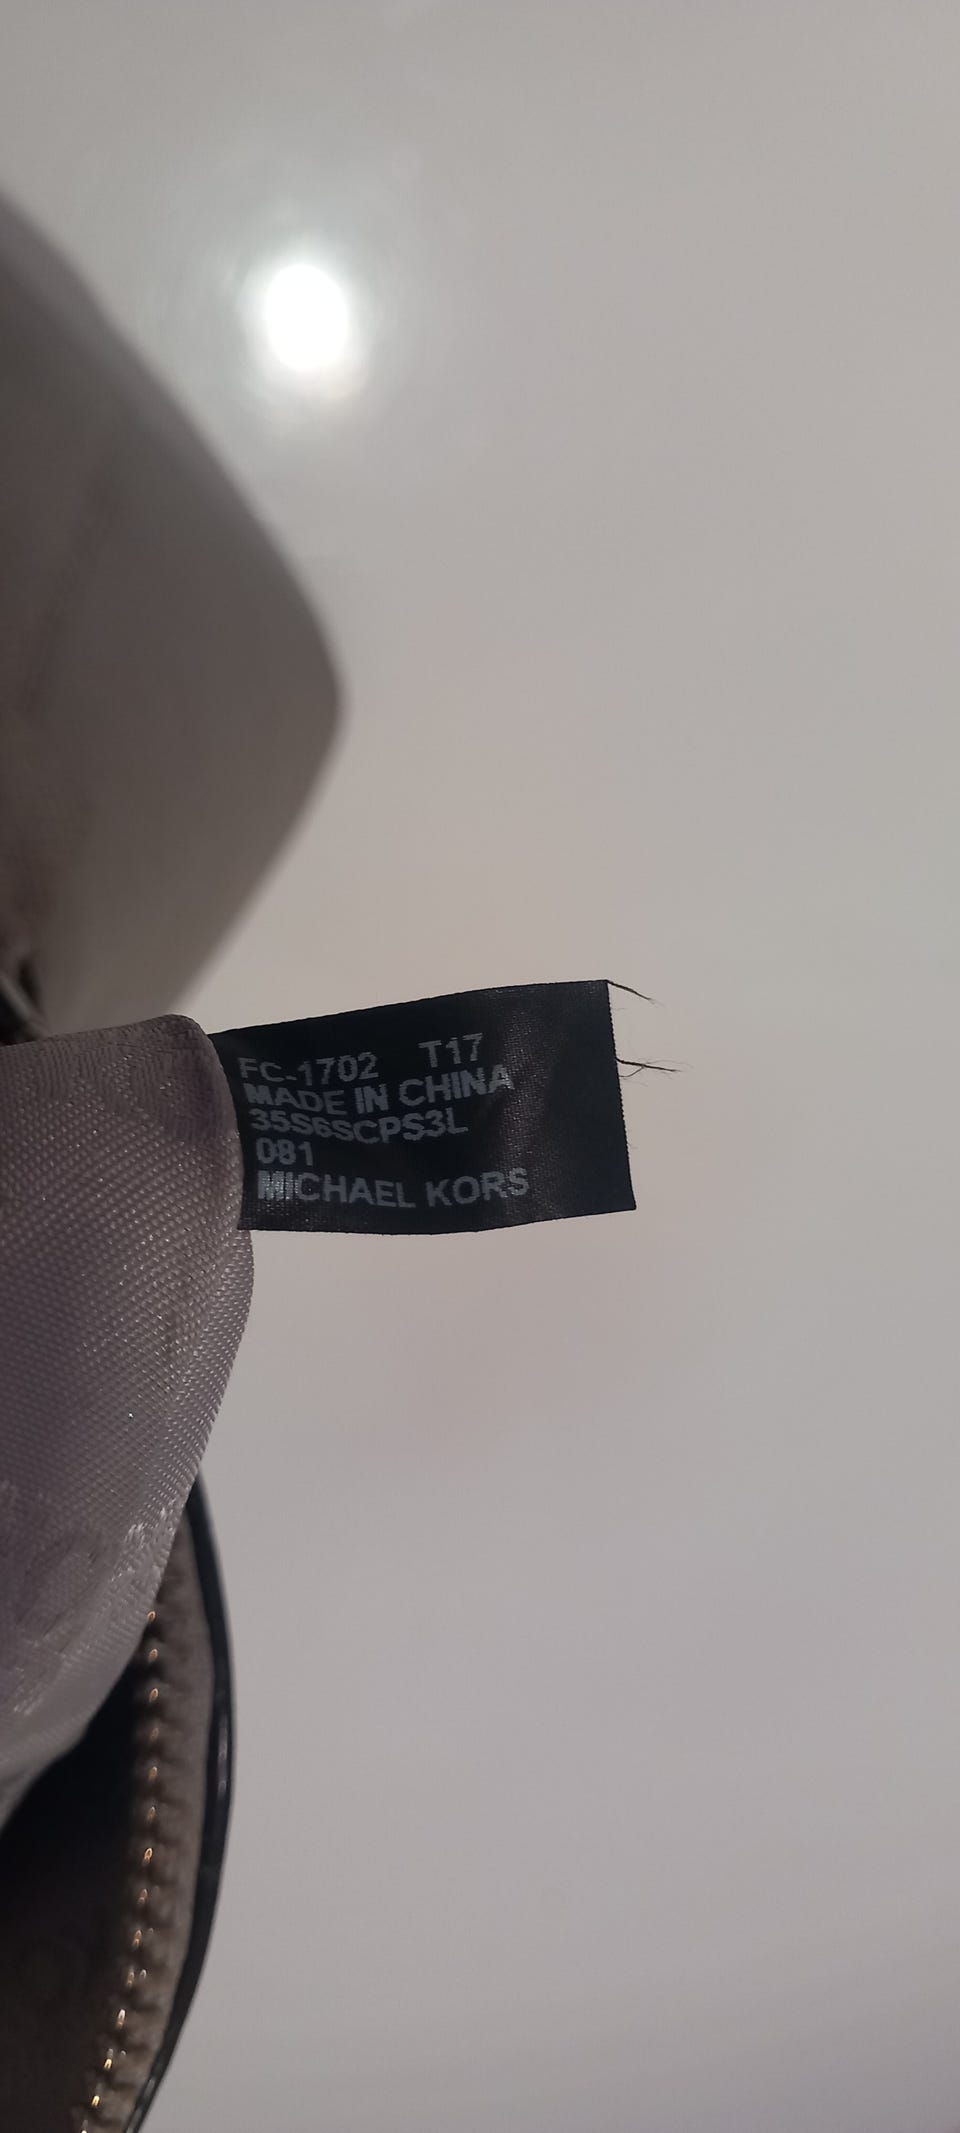 FC-1702 T17
MADE IN CHINA
35S6SCPS3L
081
MICHAEL KORS